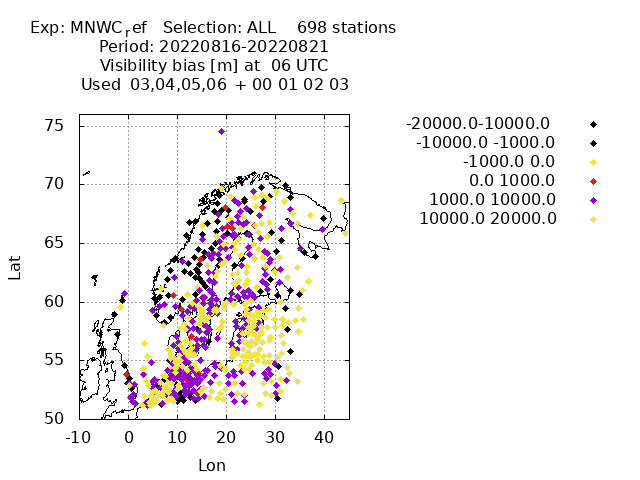 Exp: MNWCref   Selection: ALL    698 stations
Period: 20220816-20220821
Visibility bias [m] at  06 UTC
Used  03,04,05,06  + 00 01 02 03
-20000.0-10000.0
-10000.0 -1000.0
-1000.0 0.0
0.0 1000.0
1000.0 10000.0
10000.0 20000.0
75
70
65
60
55
50
Lat
-10 0 10 20 30 40
Lon